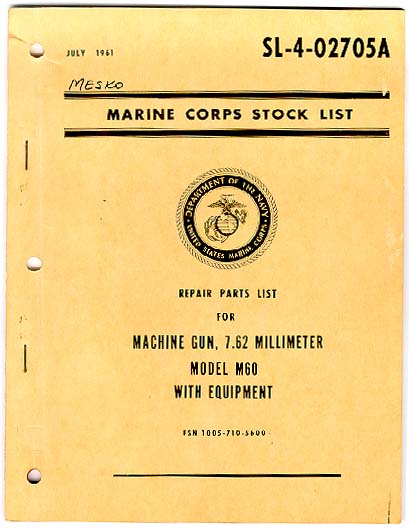 JULY 1961
SL-4-02705A
MESKO
MARINE CORPS STOCK LIST
DEPARTMENT OF THE NAVY
UNITED STATES MARINE CORPS
REPAIR PARTS LIST
FOR
MACHINE GUN, 7.62 MILLIMETER
MODEL M60
WITH EQUIPMENT
FSN 1005-710-5600